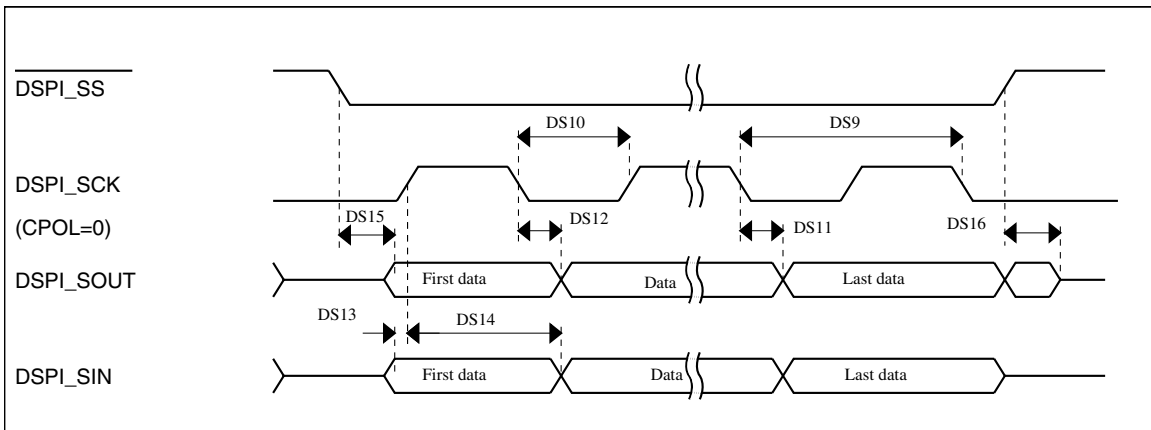 DSPI_SS
DS10
DS9
DSPI_SCK
(CPOL=0)
DS15
DS12
DS11
DS16
DSPI_SOUT
First data
Data
Last data
DS13
DS14
DSPI_SIN
First data
Data
Last data